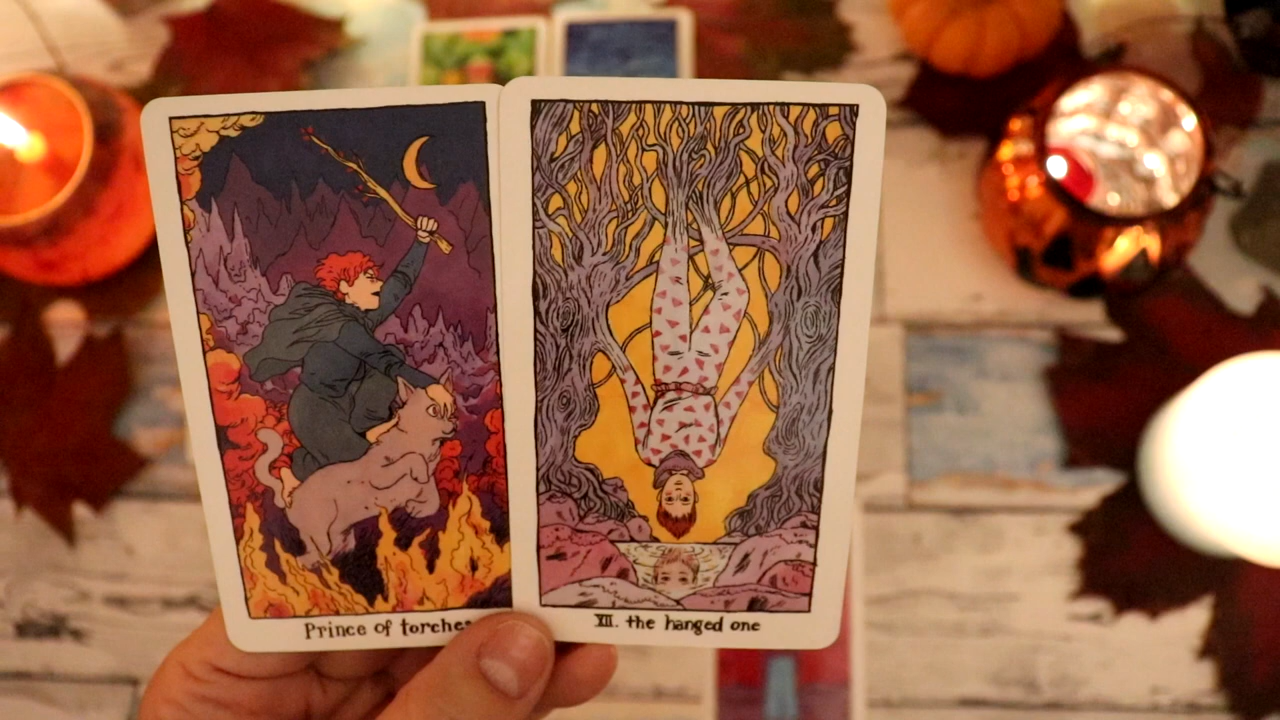 Prince of torches
XII. the hanged one